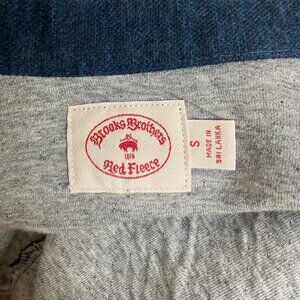 Brooks Brothers
1818
Red Fleece
S
MADE IN
SRI LANKA